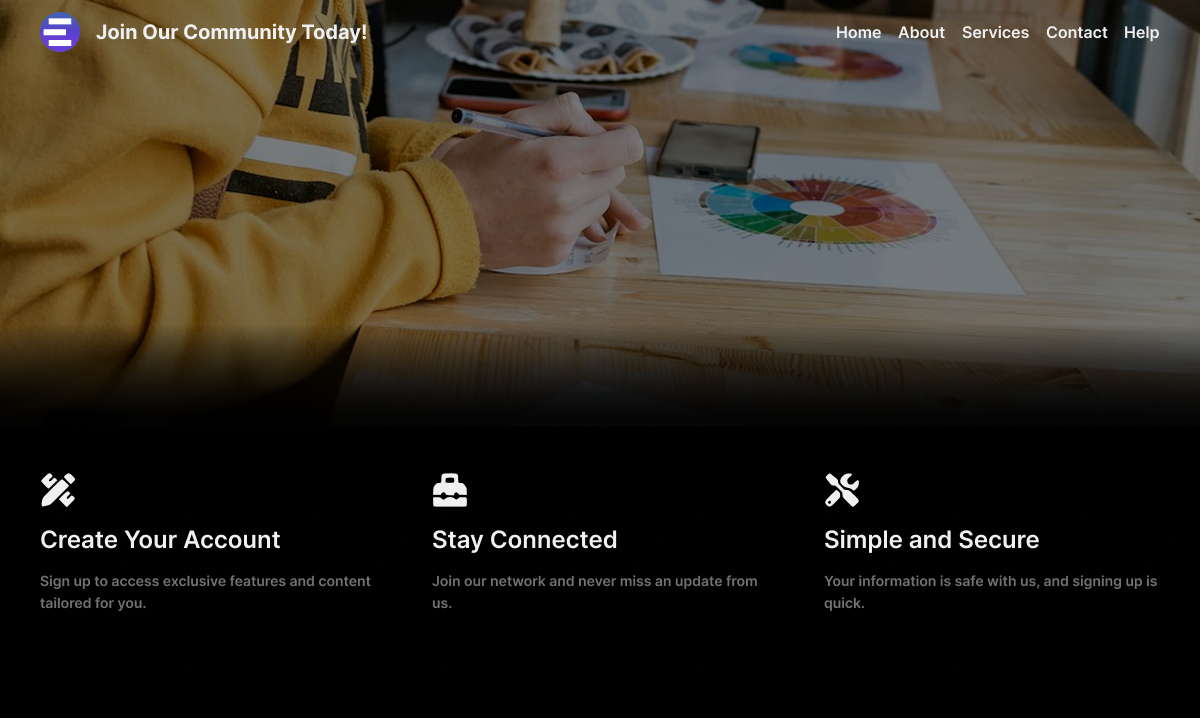 Join Our Community Today!
Home About Services Contact Help
Create Your Account
Sign up to access exclusive features and content
tailored for you.
Stay Connected
Join our network and never miss an update from
us.
Simple and Secure
Your information is safe with us, and signing up is
quick.